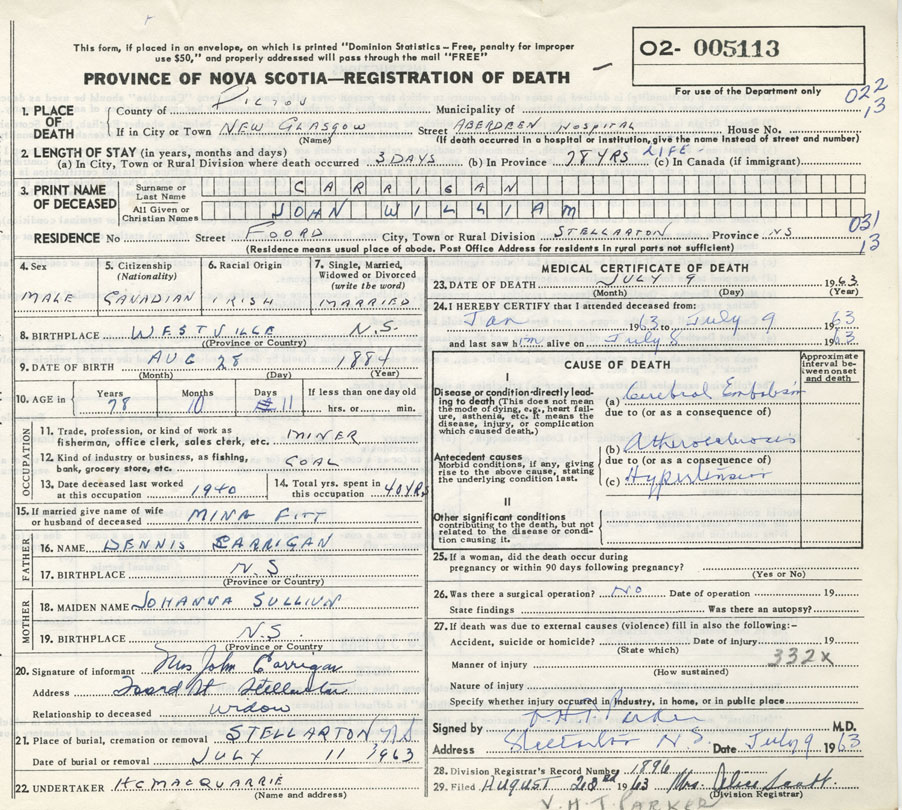 This form, if placed in an envelope, on which is printed "Dominion Statistics – Free, penalty for improper
use $50," and properly addressed will pass through the mail "FREE"
02- 005113
PROVINCE OF NOVA SCOTIA—REGISTRATION OF DEATH
For use of the Department only
022
13
1. PLACE OF DEATH
County of PICTOU Municipality of
If in City or Town NEW GLASGOW Street ABERDEEN HOSPITAL House No.
(Name) (If death occurred in a hospital or institution, give the name instead of street and number)
2. LENGTH OF STAY (in years, months and days)
(a) In City, Town or Rural Division where death occurred 3 DAYS (b) In Province 78 YRS LIFE (c) In Canada (if immigrant)
3. PRINT NAME OF DECEASED
Surname or Last Name CARRIGAN
All Given or Christian Names JOHN WILLIAM
031
13
RESIDENCE No Street FOORD City, Town or Rural Division STELLARTON Province NS
(Residence means usual place of abode. Post Office Address for residents in rural parts not sufficient)
4. Sex MALE
5. Citizenship (Nationality) CANADIAN
6. Racial Origin IRISH
7. Single, Married, Widowed or Divorced (write the word) MARRIED
8. BIRTHPLACE WESTVILLE N.S.
(Province or Country)
9. DATE OF BIRTH AUG 28 1884
(Month) (Day) (Year)
10. AGE in Years 78 Months 10 Days 11 If less than one day old
hrs. or min.
OCCUPATION
11. Trade, profession, or kind of work as
fisherman, office clerk, sales clerk, etc. MINER
12. Kind of industry or business, as fishing,
bank, grocery store, etc. COAL
13. Date deceased last worked
at this occupation 1940
14. Total yrs. spent in
this occupation 40 YRS
15. If married give name of wife
or husband of deceased MINA FITT
FATHER
16. NAME DENNIS CARRIGAN
17. BIRTHPLACE N.S
(Province or Country)
MOTHER
18. MAIDEN NAME JOHANNA SULLIVN
19. BIRTHPLACE N.S.
(Province or Country)
20. Signature of informant Mrs John Carrigan
Address Foord St Stellarton
Relationship to deceased widow
21. Place of burial, cremation or removal STELLARTON N.S.
Date of burial or removal JULY 11 1963
22. UNDERTAKER HCMACQUARRIE
(Name and address)
MEDICAL CERTIFICATE OF DEATH
23. DATE OF DEATH JULY 9 1963
(Month) (Day) (Year)
24. I HEREBY CERTIFY that I attended deceased from:
Jan 1963 to July 9 1963
and last saw him alive on July 8 1963
CAUSE OF DEATH
Approximate interval between onset and death
I
Disease or condition directly leading
to death (This does not mean
the mode of dying, e.g., heart failure,
asthenia, etc. It means the
disease, injury, or complication
which caused death.)
(a) Cerebral Embolism
due to (or as a consequence of)
Antecedent causes
Morbid conditions, if any, giving
rise to the above cause, stating
the underlying condition last.
(b) Atherosclerosis
due to (or as a consequence of)
(c) Hypertension
II
Other significant conditions
contributing to the death, but not
related to the disease or condition
causing it.
25. If a woman, did the death occur during
pregnancy or within 90 days following pregnancy?
(Yes or No)
26. Was there a surgical operation? NO Date of operation 19
State findings Was there an autopsy?
27. If death was due to external causes (violence) fill in also the following:-
Accident, suicide or homicide? Date of injury 19
(State which)
332X
Manner of injury
(How sustained)
Nature of injury
Specify whether injury occurred in industry, in home, or in public place
Signed by V.H.T. Parker M.D.
Address Stellarton N.S. Date July 9 1963
28. Division Registrar's Record Number 1896
29. Filed AUGUST 23RD 1963 Mrs.
(Division Registrar)
V.H.T. PARKER